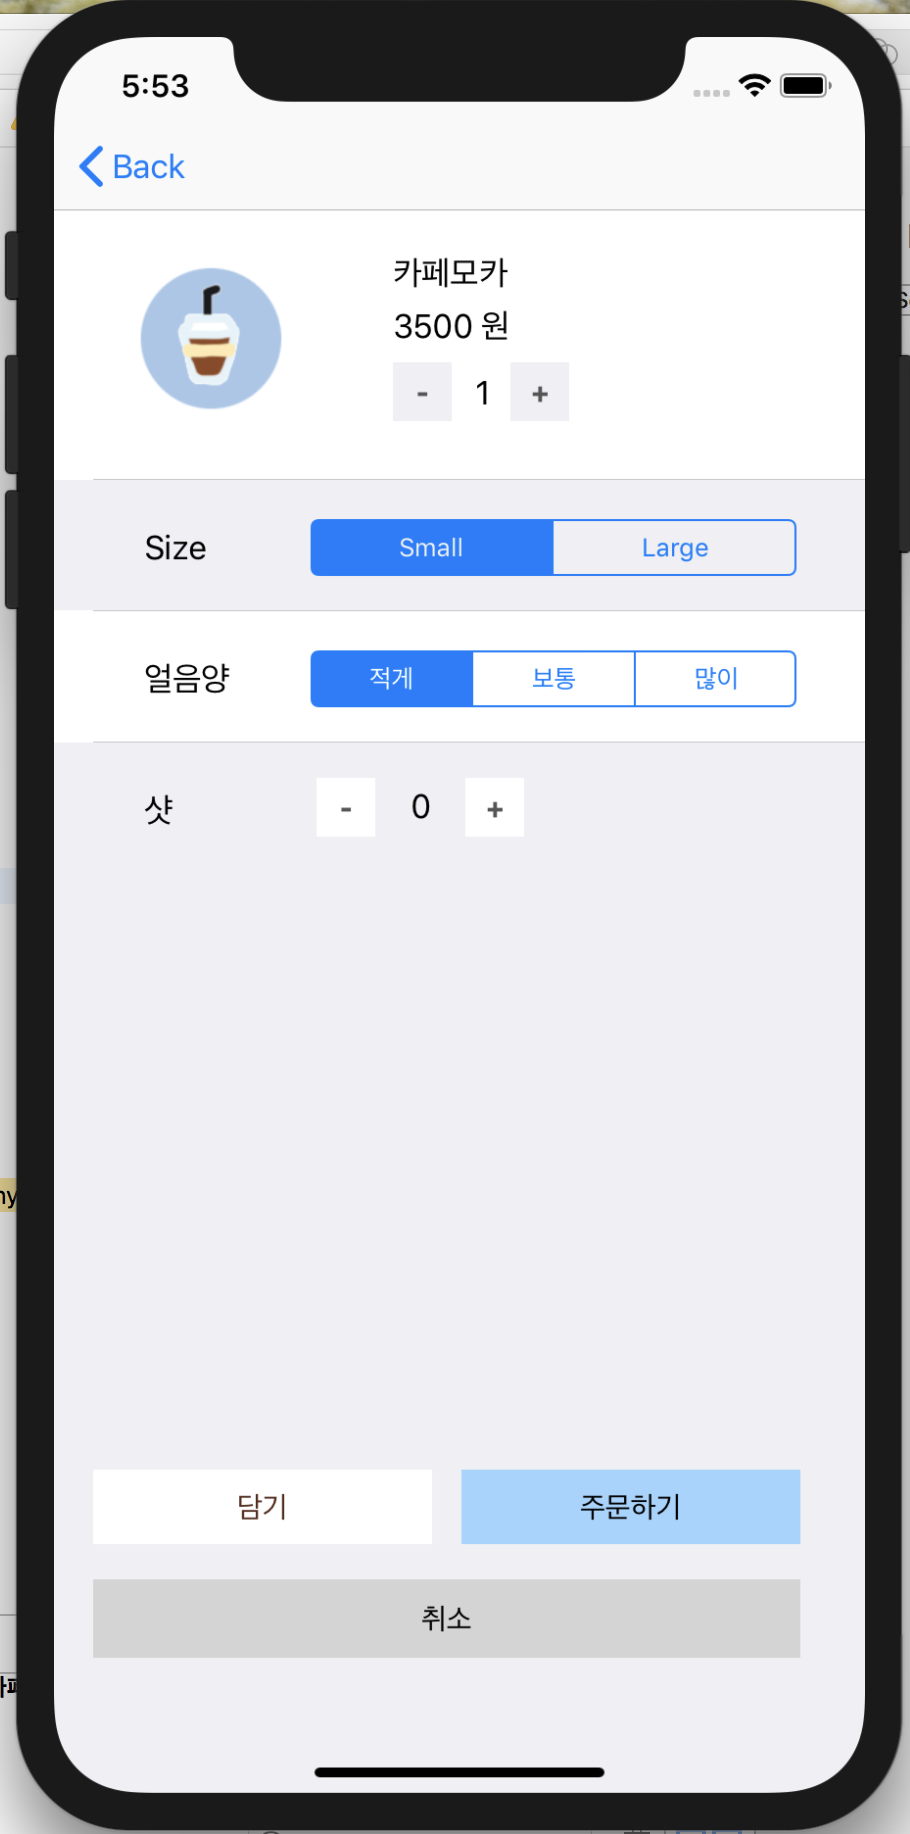 5:53
Back
카페모카
3500 원
- 1 +
Size Small Large
얼음양 적게 보통 많이
샷 - 0 +
담기 주문하기
취소